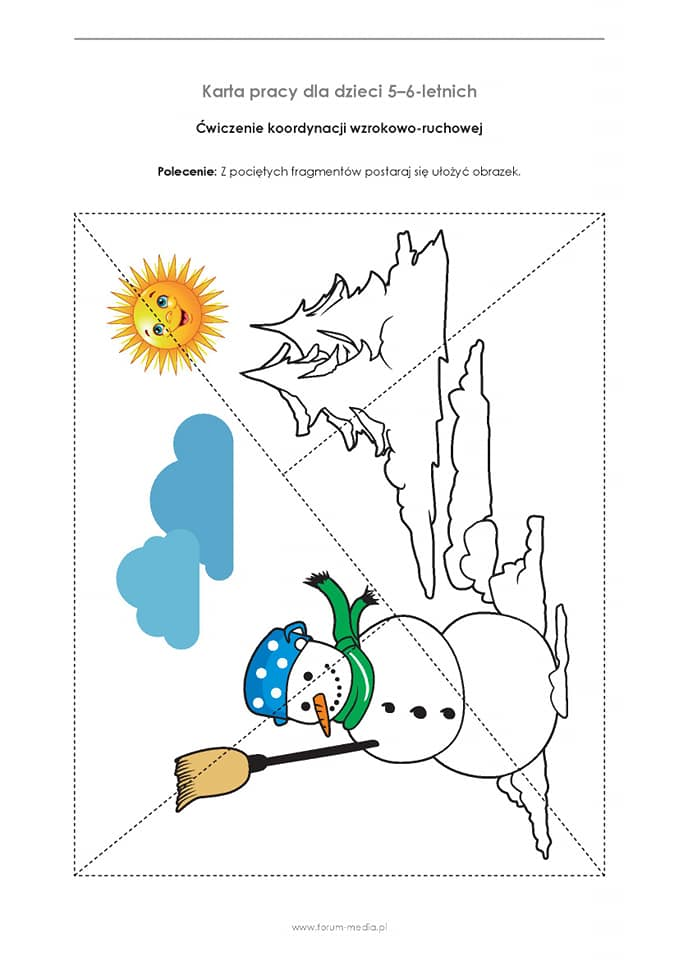 Karta pracy dla dzieci 5–6-letnich
Ćwiczenie koordynacji wzrokowo-ruchowej
Polecenie: Z pociętych fragmentów postaraj się ułożyć obrazek.
www.forum-media.pl